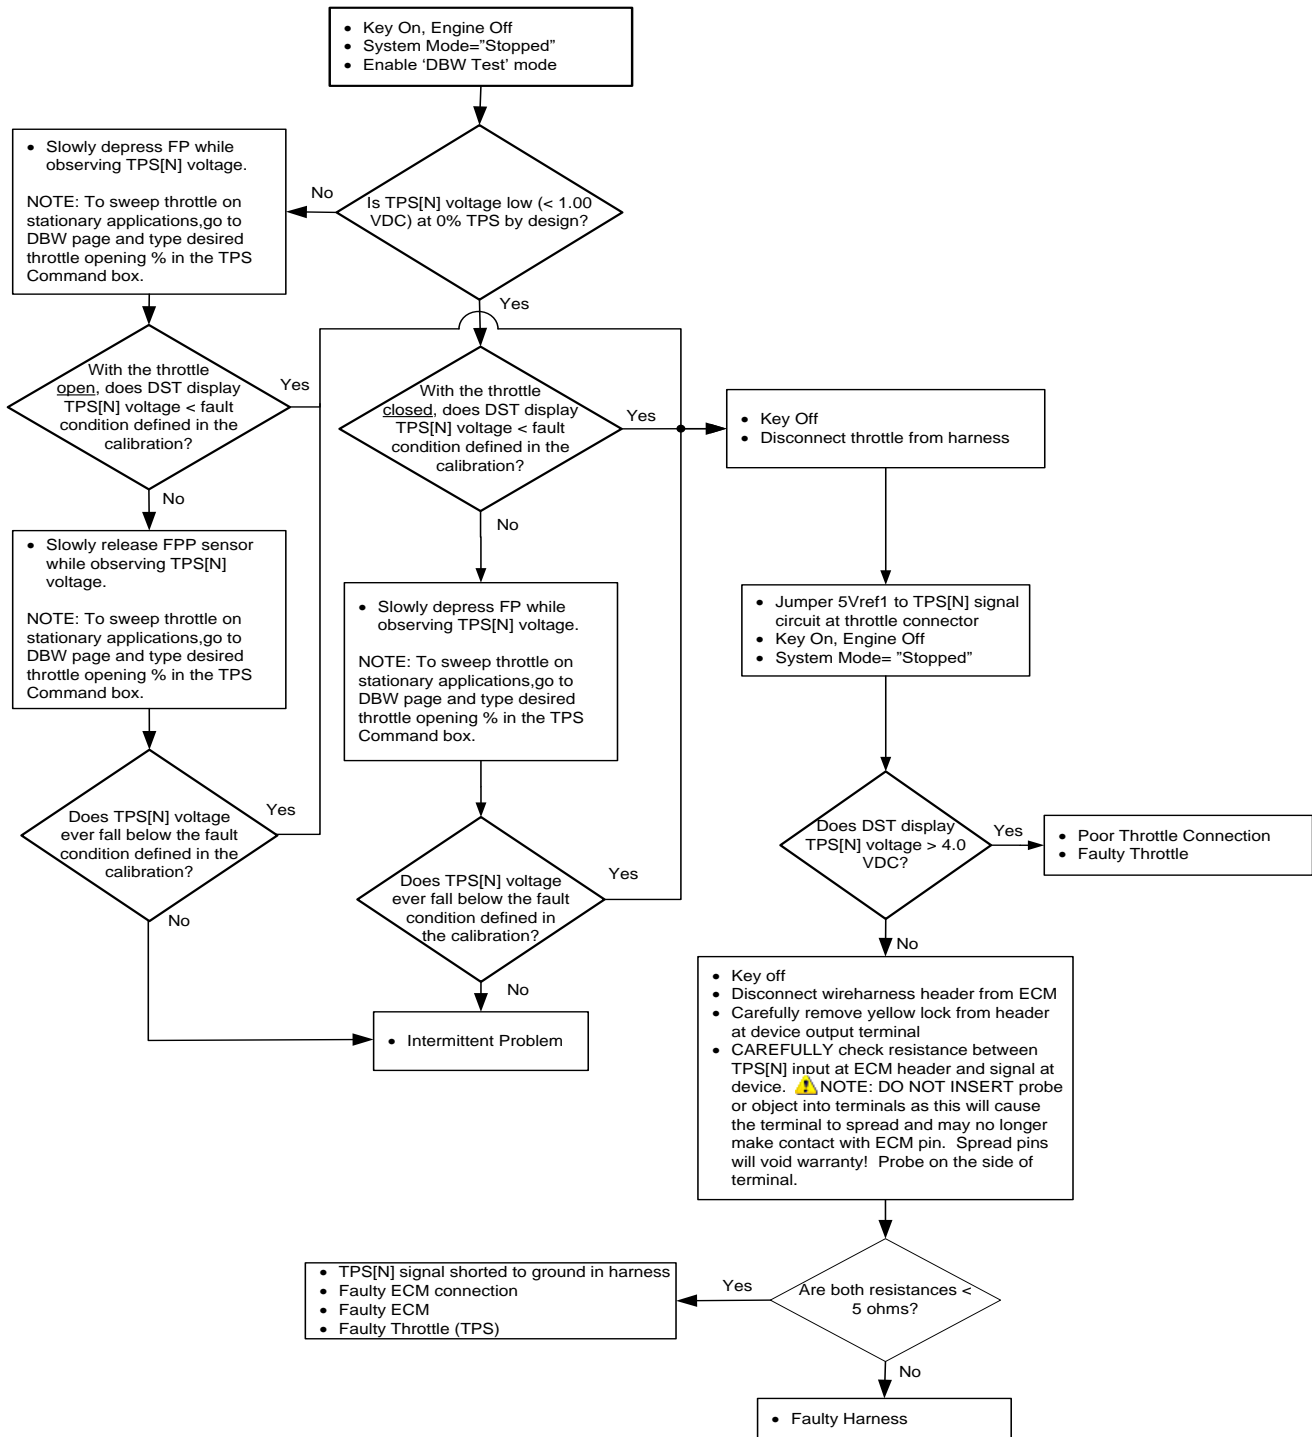 • Key On, Engine Off
• System Mode=”Stopped”
• Enable ‘DBW Test’ mode
Is TPS[N] voltage low (< 1.00
VDC) at 0% TPS by design?
No
Yes
• Slowly depress FP while
observing TPS[N] voltage.
NOTE: To sweep throttle on
stationary applications,go to
DBW page and type desired
throttle opening % in the TPS
Command box.
With the throttle
open, does DST display
TPS[N] voltage < fault
condition defined in the
calibration?
Yes
No
• Slowly release FPP sensor
while observing TPS[N]
voltage.
NOTE: To sweep throttle on
stationary applications,go to
DBW page and type desired
throttle opening % in the TPS
Command box.
Does TPS[N] voltage
ever fall below the fault
condition defined in the
calibration?
Yes
No
With the throttle
closed, does DST display
TPS[N] voltage < fault
condition defined in the
calibration?
Yes
No
• Slowly depress FP while
observing TPS[N] voltage.
NOTE: To sweep throttle on
stationary applications,go to
DBW page and type desired
throttle opening % in the TPS
Command box.
Does TPS[N] voltage
ever fall below the fault
condition defined in
the calibration?
Yes
No
• Intermittent Problem
• Key Off
• Disconnect throttle from harness
• Jumper 5Vref1 to TPS[N] signal
circuit at throttle connector
• Key On, Engine Off
• System Mode= ”Stopped”
Does DST display
TPS[N] voltage > 4.0
VDC?
Yes
• Poor Throttle Connection
• Faulty Throttle
No
• Key off
• Disconnect wireharness header from ECM
• Carefully remove yellow lock from header
at device output terminal
• CAREFULLY check resistance between
TPS[N] input at ECM header and signal at
device. NOTE: DO NOT INSERT probe
or object into terminals as this will cause
the terminal to spread and may no longer
make contact with ECM pin. Spread pins
will void warranty! Probe on the side of
terminal.
Are both resistances <
5 ohms?
Yes
• TPS[N] signal shorted to ground in harness
• Faulty ECM connection
• Faulty ECM
• Faulty Throttle (TPS)
No
• Faulty Harness